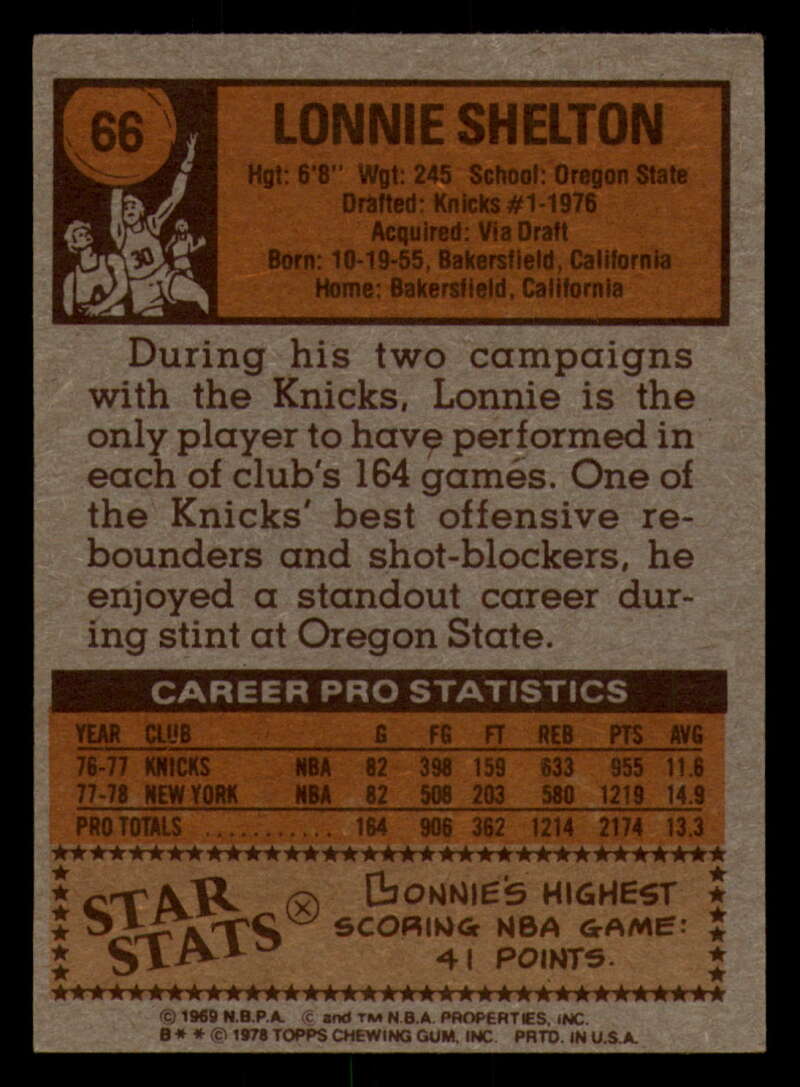 66
LONNIE SHELTON
Hgt: 6'8" Wgt: 245 School: Oregon State
Drafted: Knicks #1-1976
Acquired: Via Draft
Born: 10-19-55, Bakersfield, California
Home: Bakersfield, California
30
During his two campaigns
with the Knicks, Lonnie is the
only player to have performed in
each of club's 164 games. One of
the Knicks' best offensive re-
bounders and shot-blockers, he
enjoyed a standout career dur-
ing stint at Oregon State.
CAREER PRO STATISTICS
YEAR CLUB G FG FT REB PTS AVG
76-77 KNICKS NBA 82 398 159 633 955 11.6
77-78 NEW YORK NBA 82 508 203 580 1219 14.9
PRO TOTALS ........... 164 906 362 1214 2174 13.3
STAR STATS
LONNIE'S HIGHEST
SCORING NBA GAME:
41 POINTS.
© 1969 N.B.P.A. © and TM N.B.A. PROPERTIES, INC.
B* * © 1978 TOPPS CHEWING GUM, INC. PRTD. IN U.S.A.